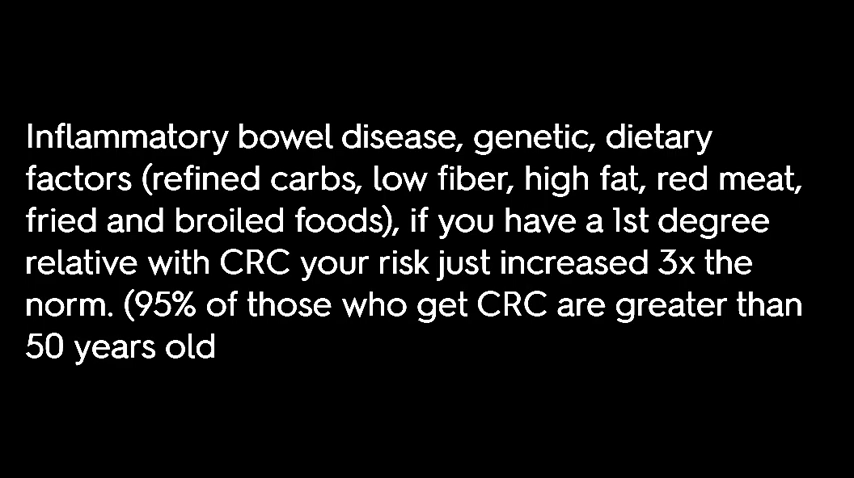 Inflammatory bowel disease, genetic, dietary
factors (refined carbs, low fiber, high fat, red meat,
fried and broiled foods), if you have a 1st degree
relative with CRC your risk just increased 3x the
norm. (95% of those who get CRC are greater than
50 years old